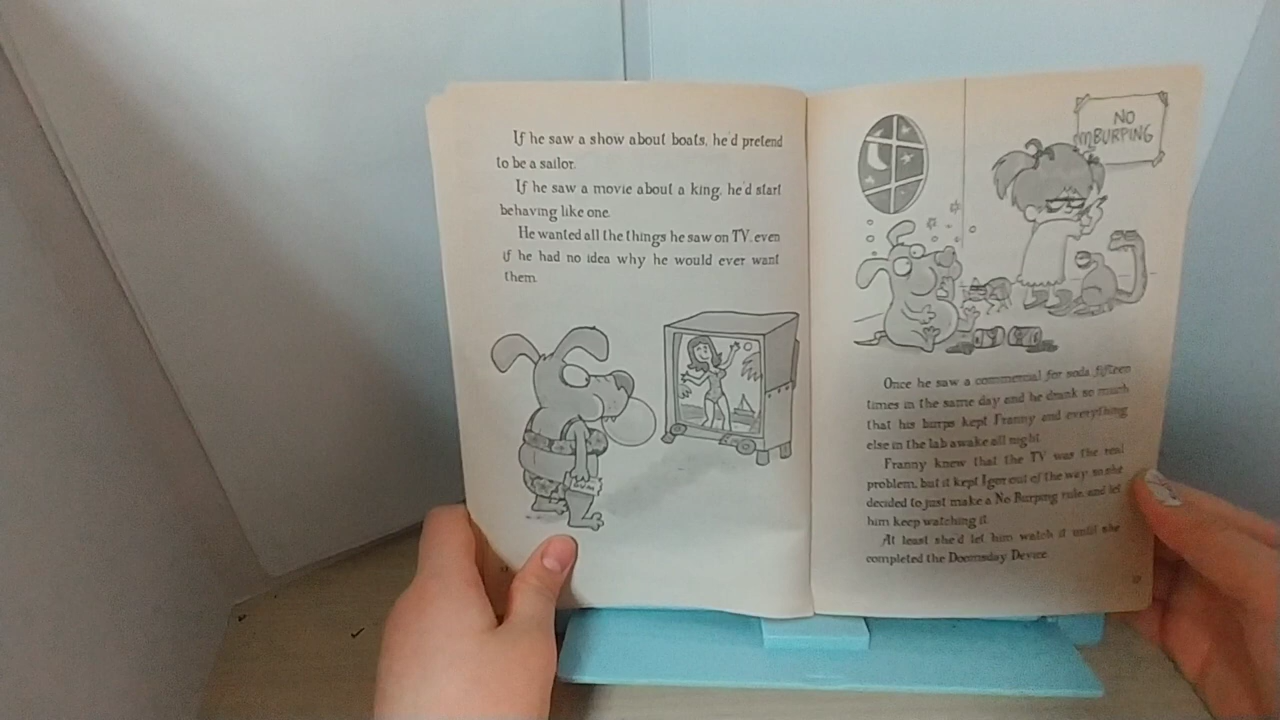 If he saw a show about boats, he'd pretend
to be a sailor.
If he saw a movie about a king, he'd start
behaving like one.
He wanted all the things he saw on TV, even
if he had no idea why he would ever want
them.
NO
BURPING
Once he saw a commercial for soda fifteen
times in the same day and he drank so much
that his burps kept Franny and everything
else in the lab awake all night.
Franny knew that the TV was the real
problem, but it kept Igor out of the way, so she
decided to just make a No Burping rule, and let
him keep watching it.
At least she'd let him watch it until she
completed the Doomsday Device.